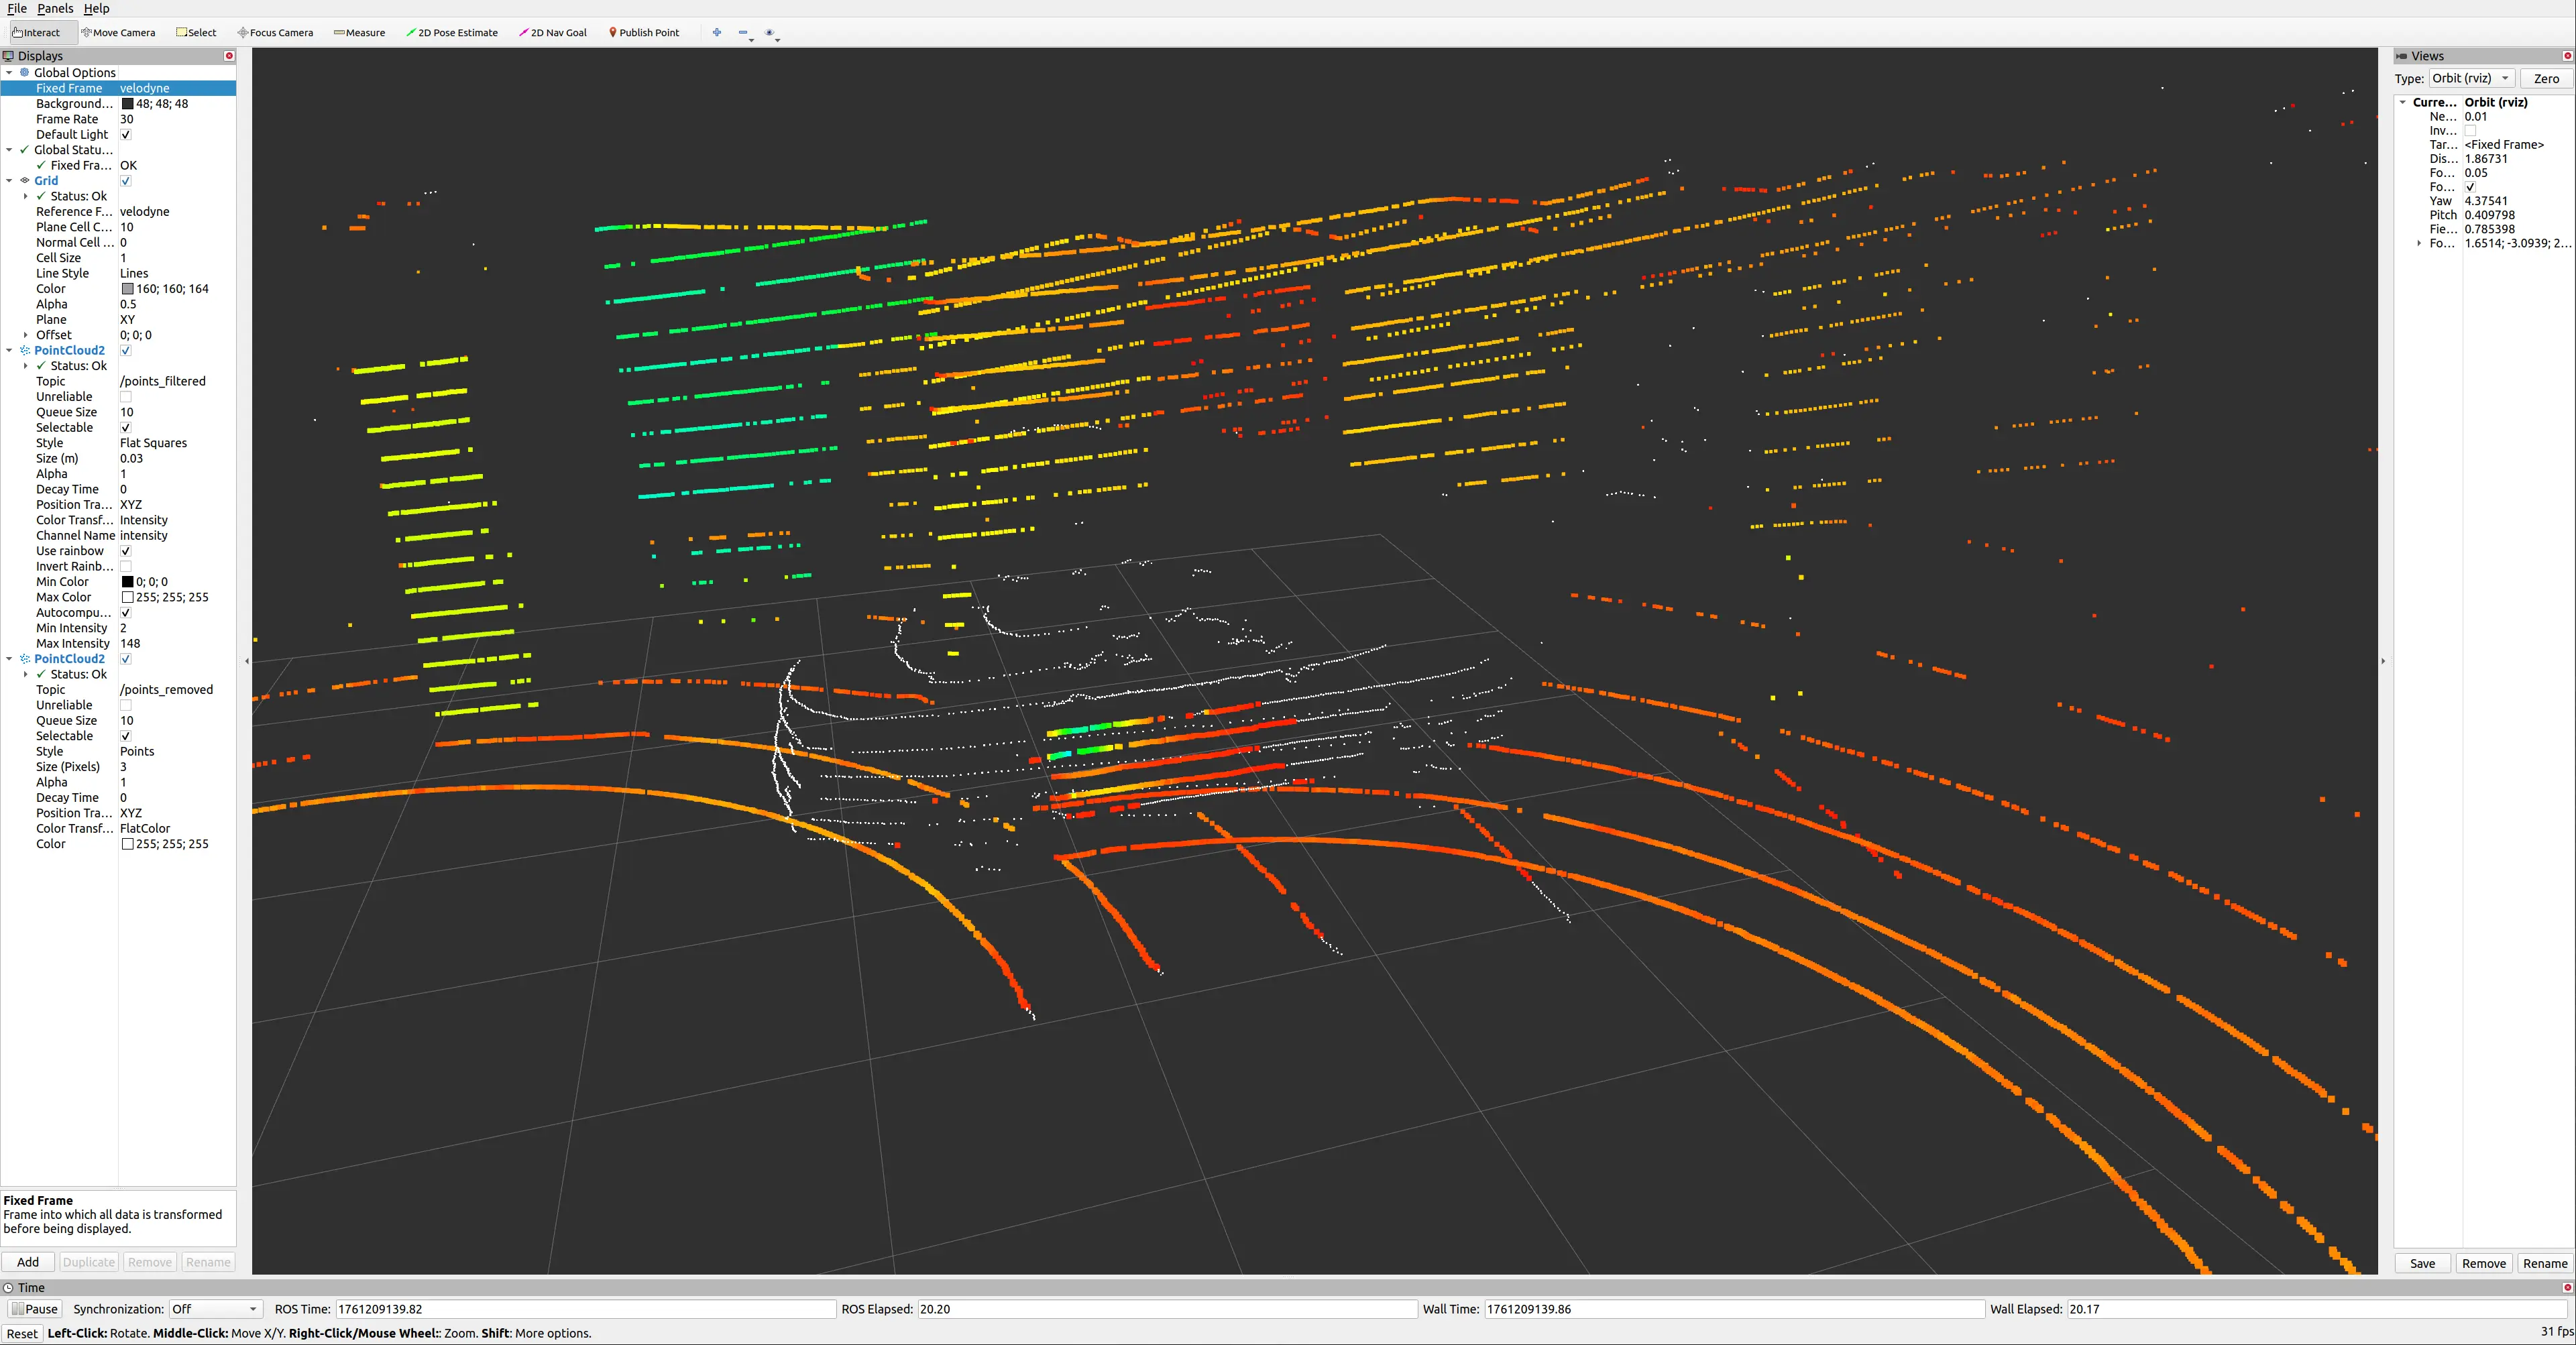 File Panels Help
Interact Move Camera Select Focus Camera Measure 2D Pose Estimate 2D Nav Goal Publish Point
Displays
Global Options
Fixed Frame velodyne
Background... 48; 48; 48
Frame Rate 30
Default Light
Global Statu...
Fixed Fra... OK
Grid
Status: Ok
Reference F... velodyne
Plane Cell C... 10
Normal Cell ... 0
Cell Size 1
Line Style Lines
Color 160; 160; 164
Alpha 0.5
Plane XY
Offset 0; 0; 0
PointCloud2
Status: Ok
Topic /points_filtered
Unreliable
Queue Size 10
Selectable
Style Flat Squares
Size (m) 0.03
Alpha 1
Decay Time 0
Position Tra... XYZ
Color Transf... Intensity
Channel Name intensity
Use rainbow
Invert Rainb...
Min Color 0; 0; 0
Max Color 255; 255; 255
Autocompu...
Min Intensity 2
Max Intensity 148
PointCloud2
Status: Ok
Topic /points_removed
Unreliable
Queue Size 10
Selectable
Style Points
Size (Pixels) 3
Alpha 1
Decay Time 0
Position Tra... XYZ
Color Transf... FlatColor
Color 255; 255; 255
Fixed Frame
Frame into which all data is transformed
before being displayed.
Add Duplicate Remove Rename
Views
Type: Orbit (rviz) Zero
Curre... Orbit (rviz)
Ne... 0.01
Inv...
Tar... <Fixed Frame>
Dis... 1.86731
Fo... 0.05
Fo...
Yaw 4.37541
Pitch 0.409798
Fie... 0.785398
Fo... 1.6514; -3.0939; 2...
Save Remove Rename
Time
Pause Synchronization: Off ROS Time: 1761209139.82 ROS Elapsed: 20.20 Wall Time: 1761209139.86 Wall Elapsed: 20.17
Reset Left-Click: Rotate. Middle-Click: Move X/Y. Right-Click/Mouse Wheel:: Zoom. Shift: More options. 31 fps